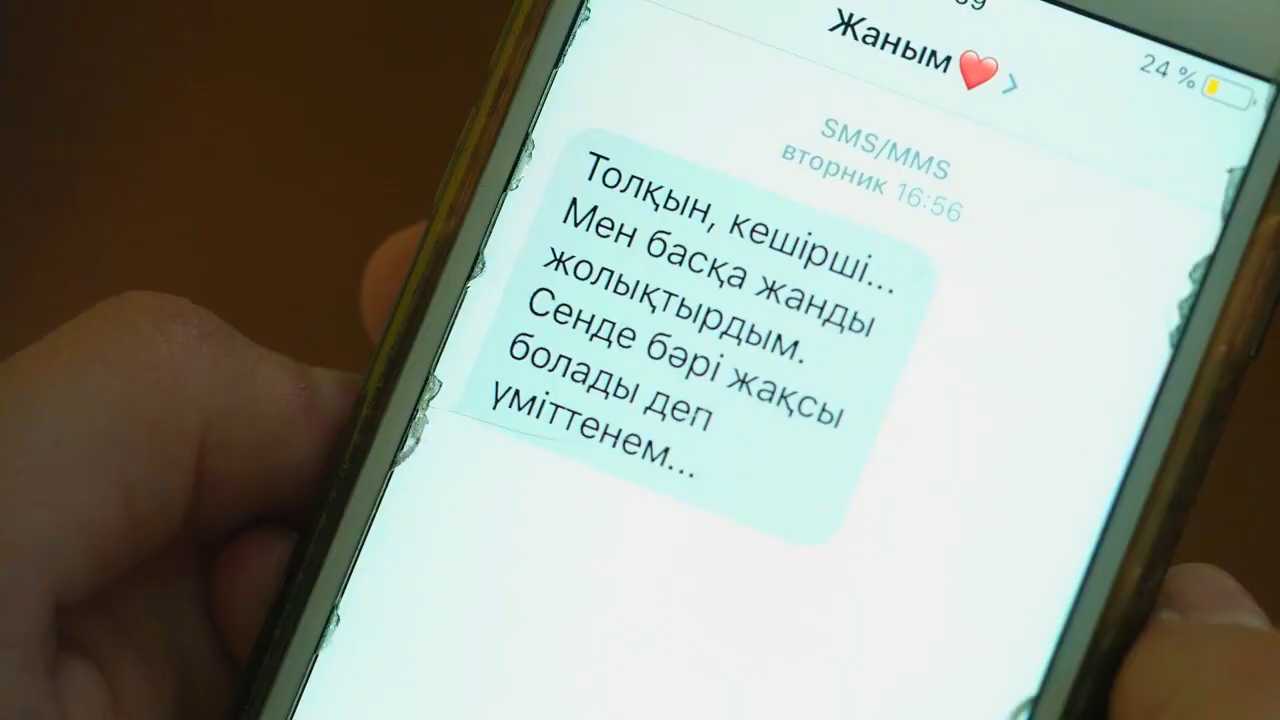 Жаным❤️
24 %
SMS/MMS
вторник 16:56
Толқын, кешірші...
Мен басқа жанды
жолықтырдым.
Сенде бәрі жақсы
болады деп
үміттенем...